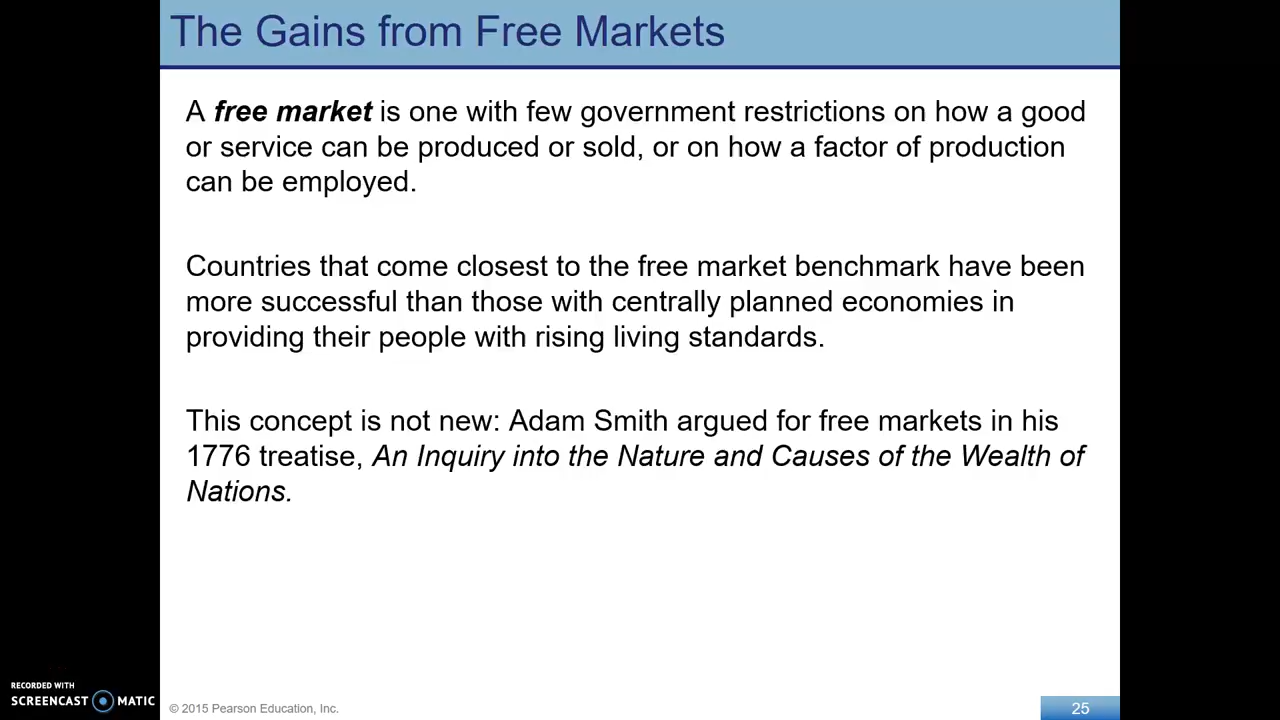 The Gains from Free Markets
A free market is one with few government restrictions on how a good
or service can be produced or sold, or on how a factor of production
can be employed.
Countries that come closest to the free market benchmark have been
more successful than those with centrally planned economies in
providing their people with rising living standards.
This concept is not new: Adam Smith argued for free markets in his
1776 treatise, An Inquiry into the Nature and Causes of the Wealth of
Nations.
RECORDED WITH
SCREENCAST MATIC
© 2015 Pearson Education, Inc.
25